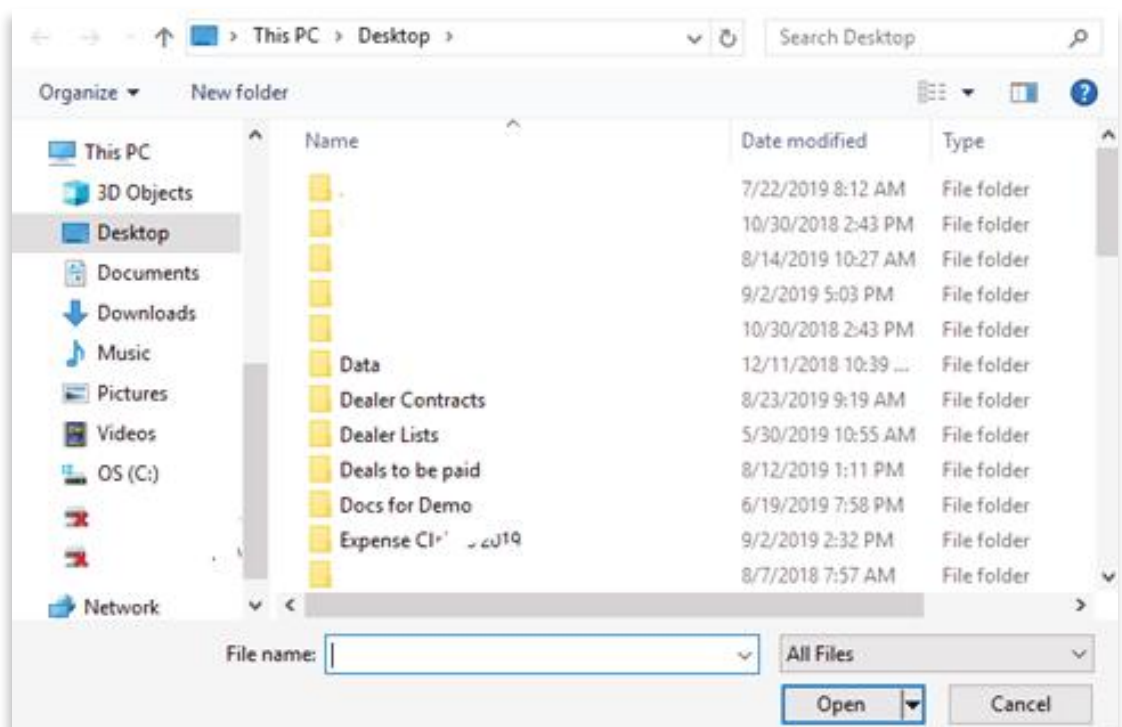 This PC > Desktop >
Search Desktop
Organize
New folder
Name
Date modified
Type
This PC
3D Objects
Desktop
Documents
Downloads
Music
Pictures
Videos
OS (C:)
Network
7/22/2019 8:12 AM File folder
10/30/2018 2:43 PM File folder
8/14/2019 10:27 AM File folder
9/2/2019 5:03 PM File folder
10/30/2018 2:43 PM File folder
Data 12/11/2018 10:39 ... File folder
Dealer Contracts 8/23/2019 9:19 AM File folder
Dealer Lists 5/30/2019 10:55 AM File folder
Deals to be paid 8/12/2019 1:11 PM File folder
Docs for Demo 6/19/2019 7:58 PM File folder
Expense 9/2/2019 2:32 PM File folder
8/7/2018 7:57 AM File folder
File name:
All Files
Open
Cancel